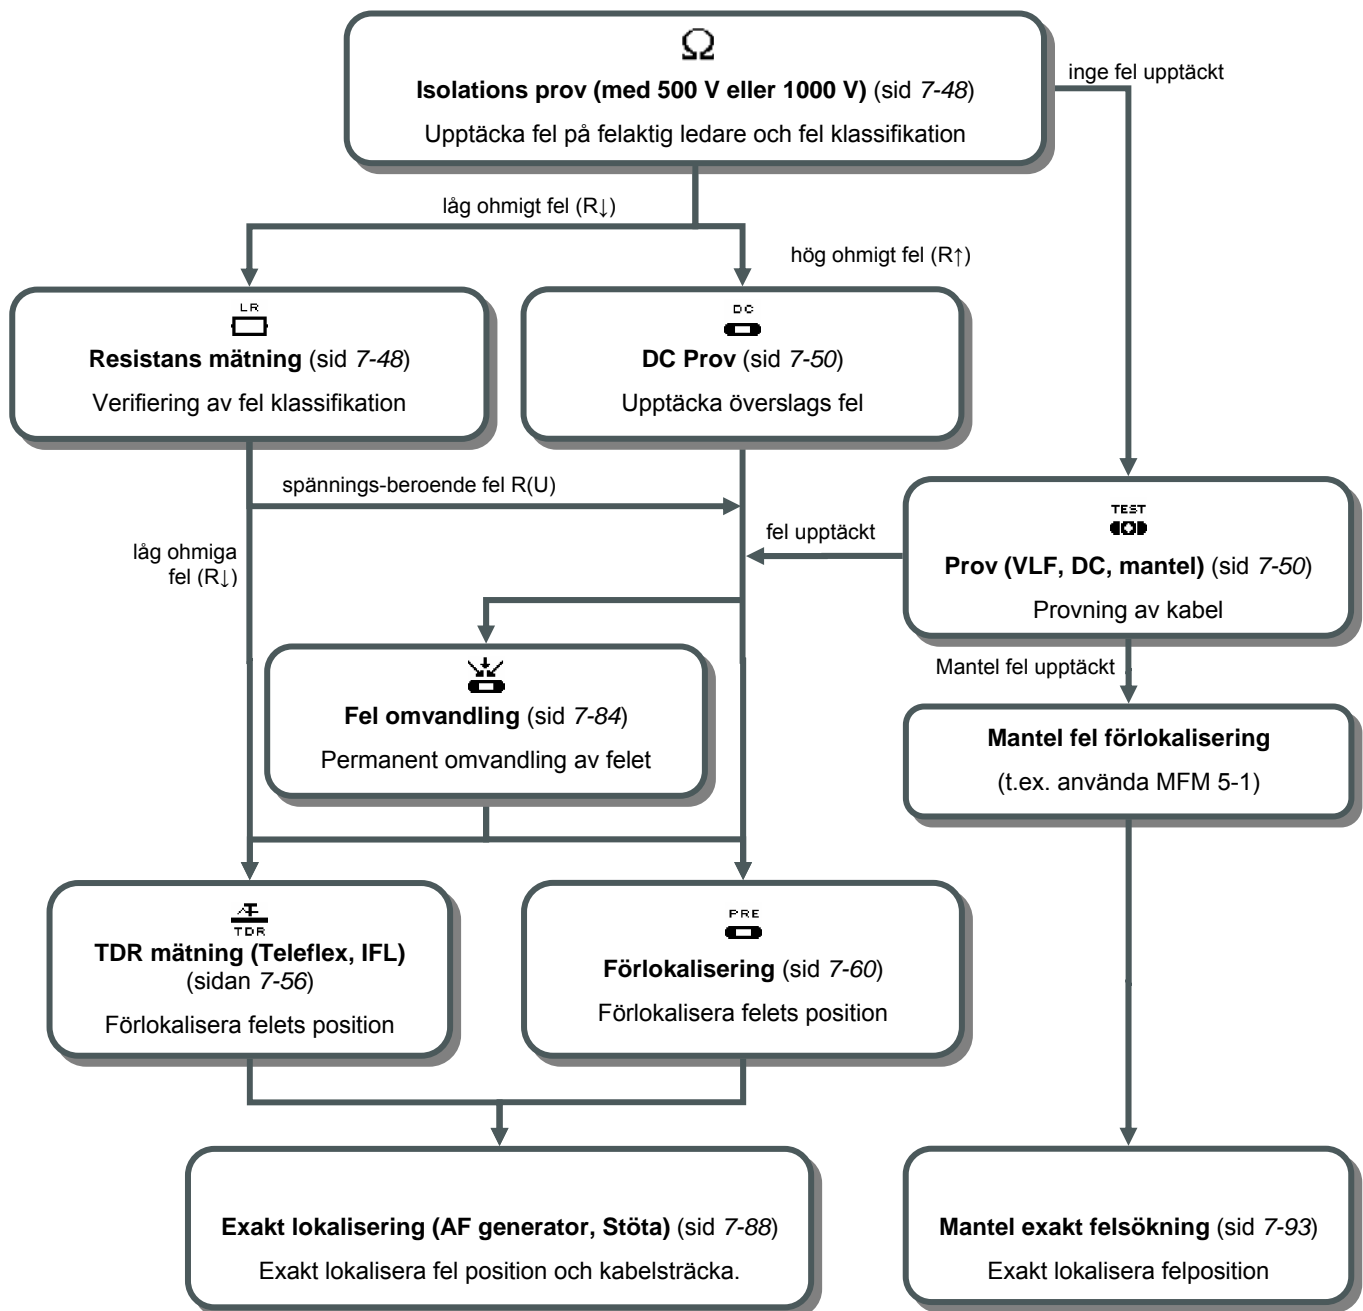 Ω
Isolations prov (med 500 V eller 1000 V) (sid 7-48)
Upptäcka fel på felaktig ledare och fel klassifikation
inge fel upptäckt
låg ohmigt fel (R↓)
hög ohmigt fel (R↑)
LR
Resistans mätning (sid 7-48)
Verifiering av fel klassifikation
DC
DC Prov (sid 7-50)
Upptäcka överslags fel
spännings-beroende fel R(U)
låg ohmiga
fel (R↓)
fel upptäckt
TEST
Prov (VLF, DC, mantel) (sid 7-50)
Provning av kabel
Mantel fel upptäckt
Fel omvandling (sid 7-84)
Permanent omvandling av felet
Mantel fel förlokalisering
(t.ex. använda MFM 5-1)
TDR
TDR mätning (Teleflex, IFL)
(sidan 7-56)
Förlokalisera felets position
PRE
Förlokalisering (sid 7-60)
Förlokalisera felets position
Exakt lokalisering (AF generator, Stöta) (sid 7-88)
Exakt lokalisera fel position och kabelsträcka.
Mantel exakt felsökning (sid 7-93)
Exakt lokalisera felposition